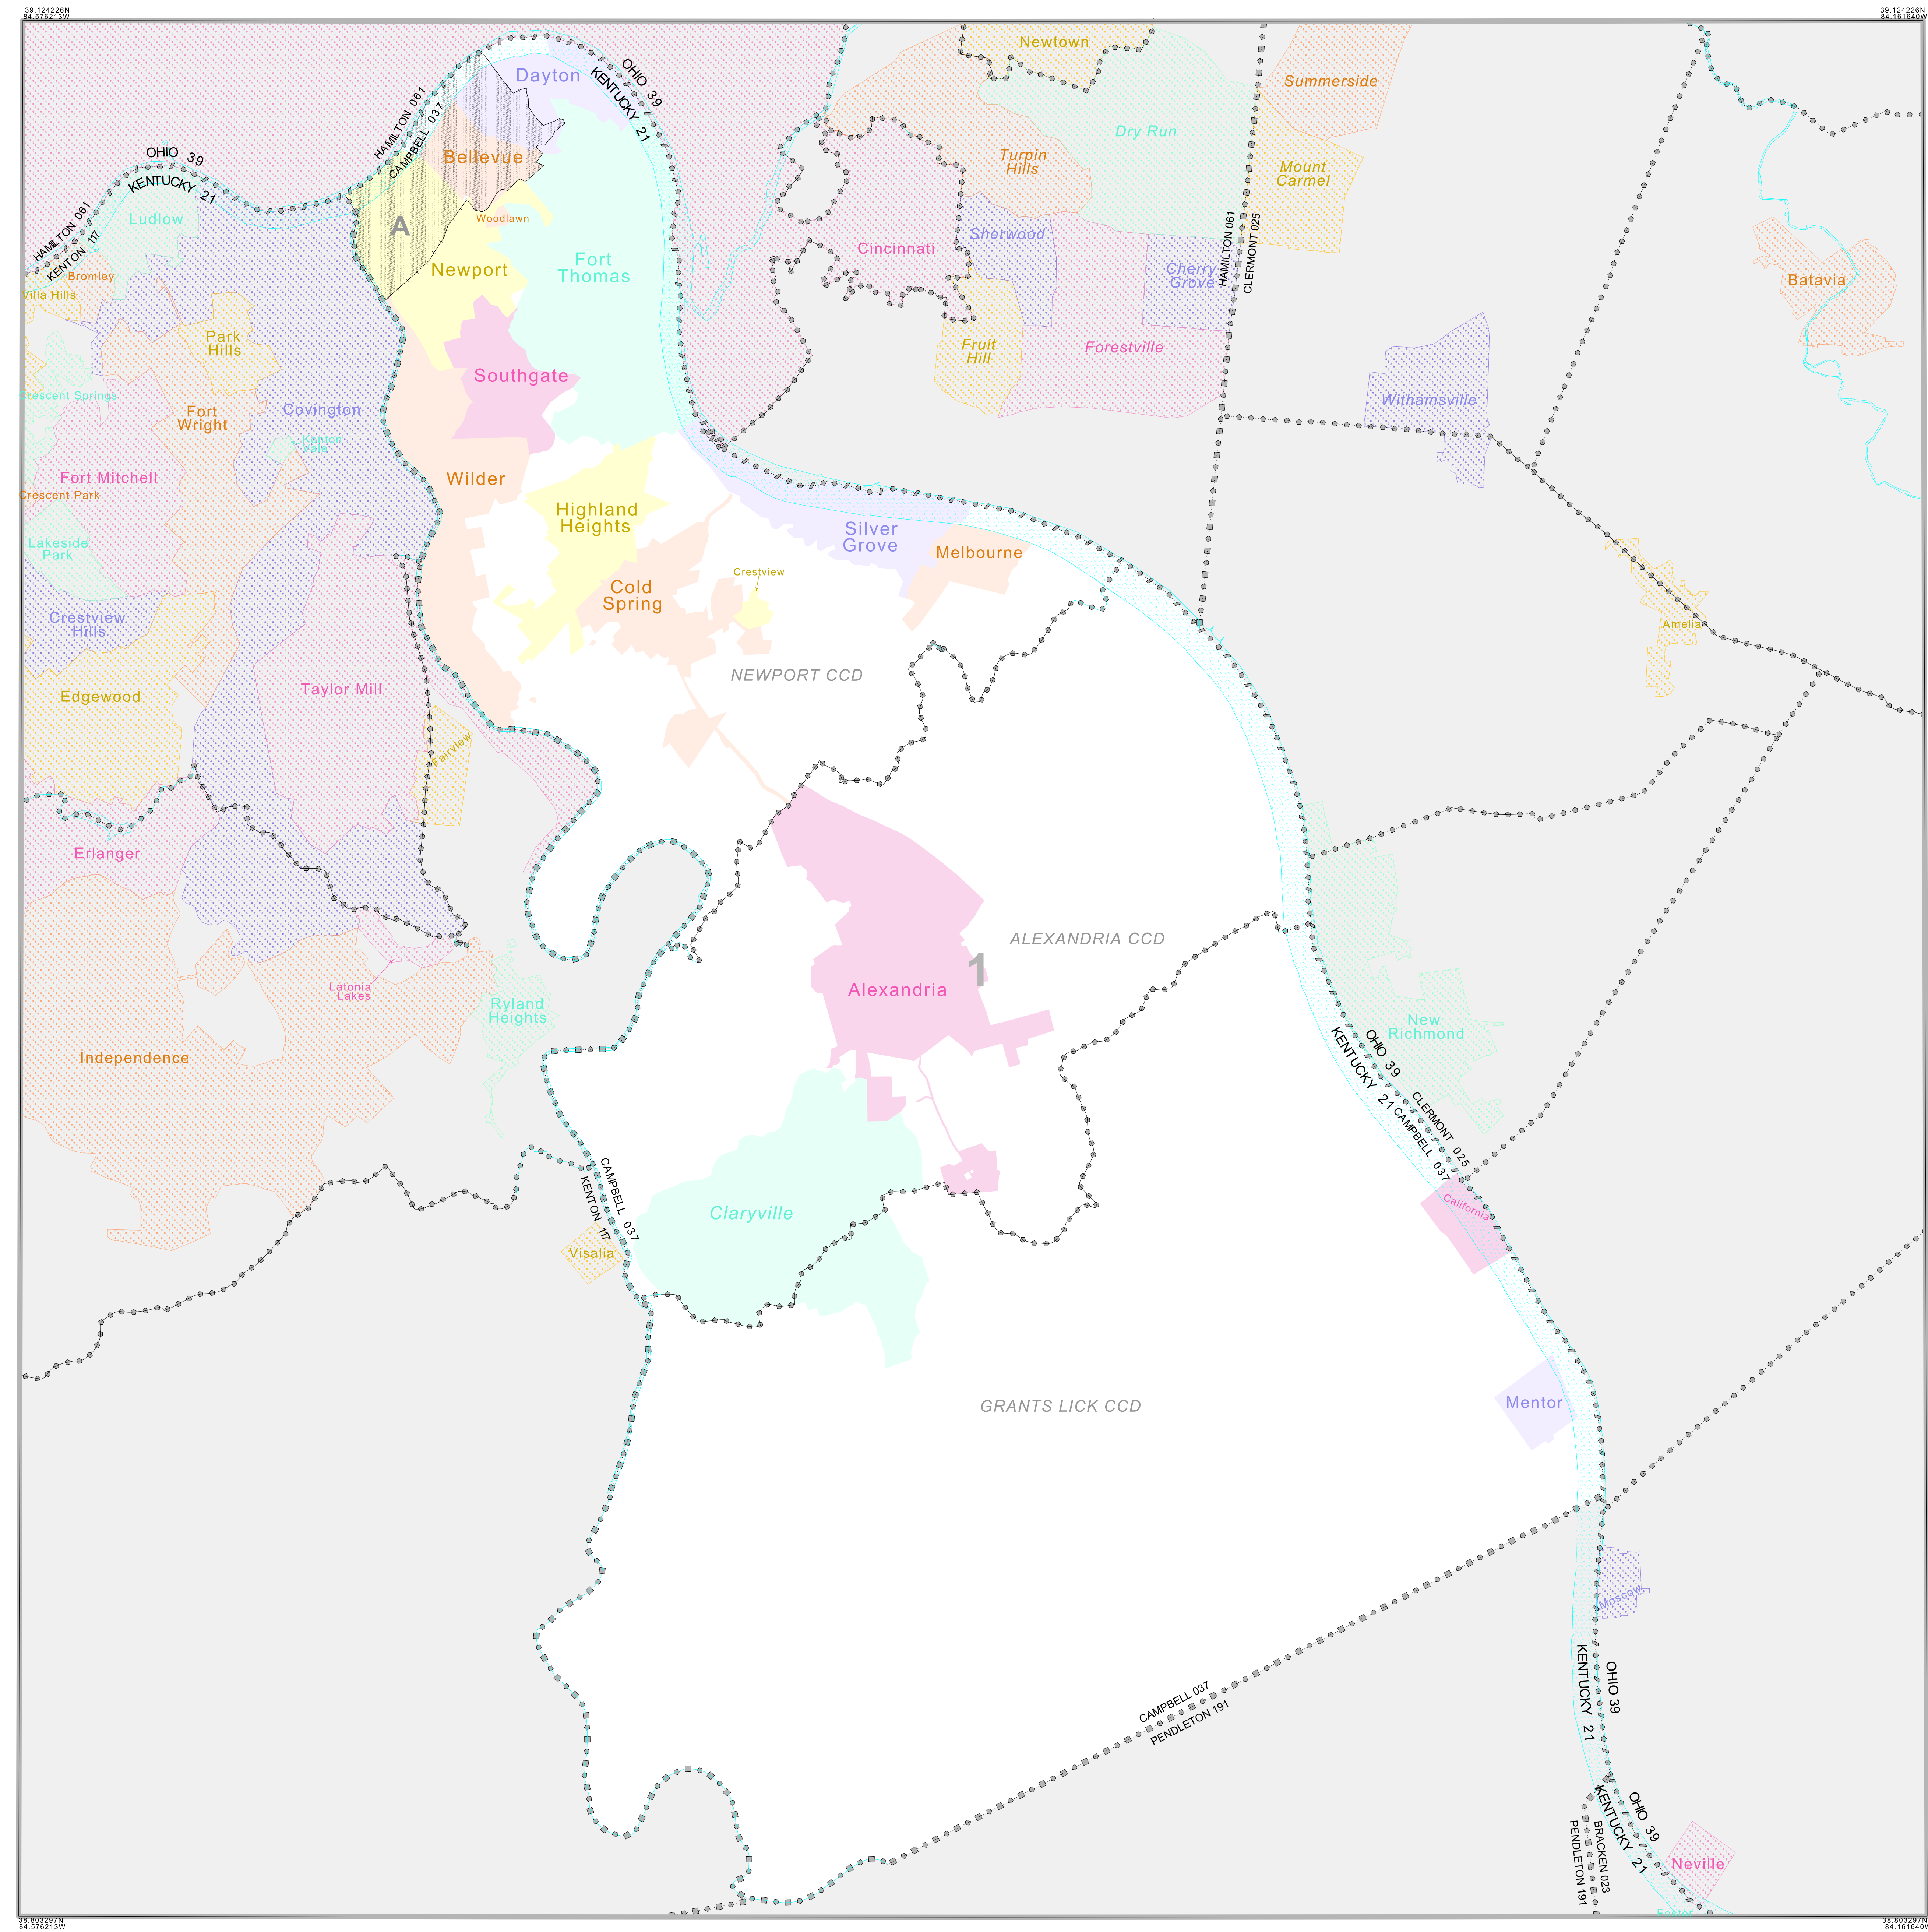 39.124226N
84.576213W
39.124226N
84.161640W
Newtown
Dayton
OHIO 39
KENTUCKY 21
Summerside
HAMILTON 061
CAMPBELL 037
Dry Run
OHIO 39
KENTUCKY 21
Bellevue
Turpin
Hills
Mount
Carmel
Ludlow
A
Woodlawn
Sherwood
HAMILTON 061
CLERMONT 025
HAMILTON 061
KENTON 117
Bromley
Newport
Fort
Thomas
Cincinnati
Cherry
Grove
Batavia
Villa Hills
Park
Hills
Fruit
Hill
Forestville
Southgate
Crescent Springs
Covington
Fort
Wright
Withamsville
Kenton
Vale
Fort Mitchell
Wilder
Crescent Park
Highland
Heights
Silver
Grove
Melbourne
Lakeside
Park
Crestview
Cold
Spring
Crestview
Hills
Amelia
NEWPORT CCD
Edgewood
Taylor Mill
Fairview
Erlanger
ALEXANDRIA CCD
1
Alexandria
Latonia
Lakes
Ryland
Heights
New
Richmond
Independence
OHIO 39
KENTUCKY 21
CLERMONT 025
CAMPBELL 037
CAMPBELL 037
KENTON 117
California
Claryville
Visalia
GRANTS LICK CCD
Mentor
Moscow
CAMPBELL 037
PENDLETON 191
OHIO 39
KENTUCKY 21
OHIO 39
KENTUCKY 21
PENDLETON 191
BRACKEN 023
Neville
Foster
38.803297N
84.576213W
38.803297N
84.161640W